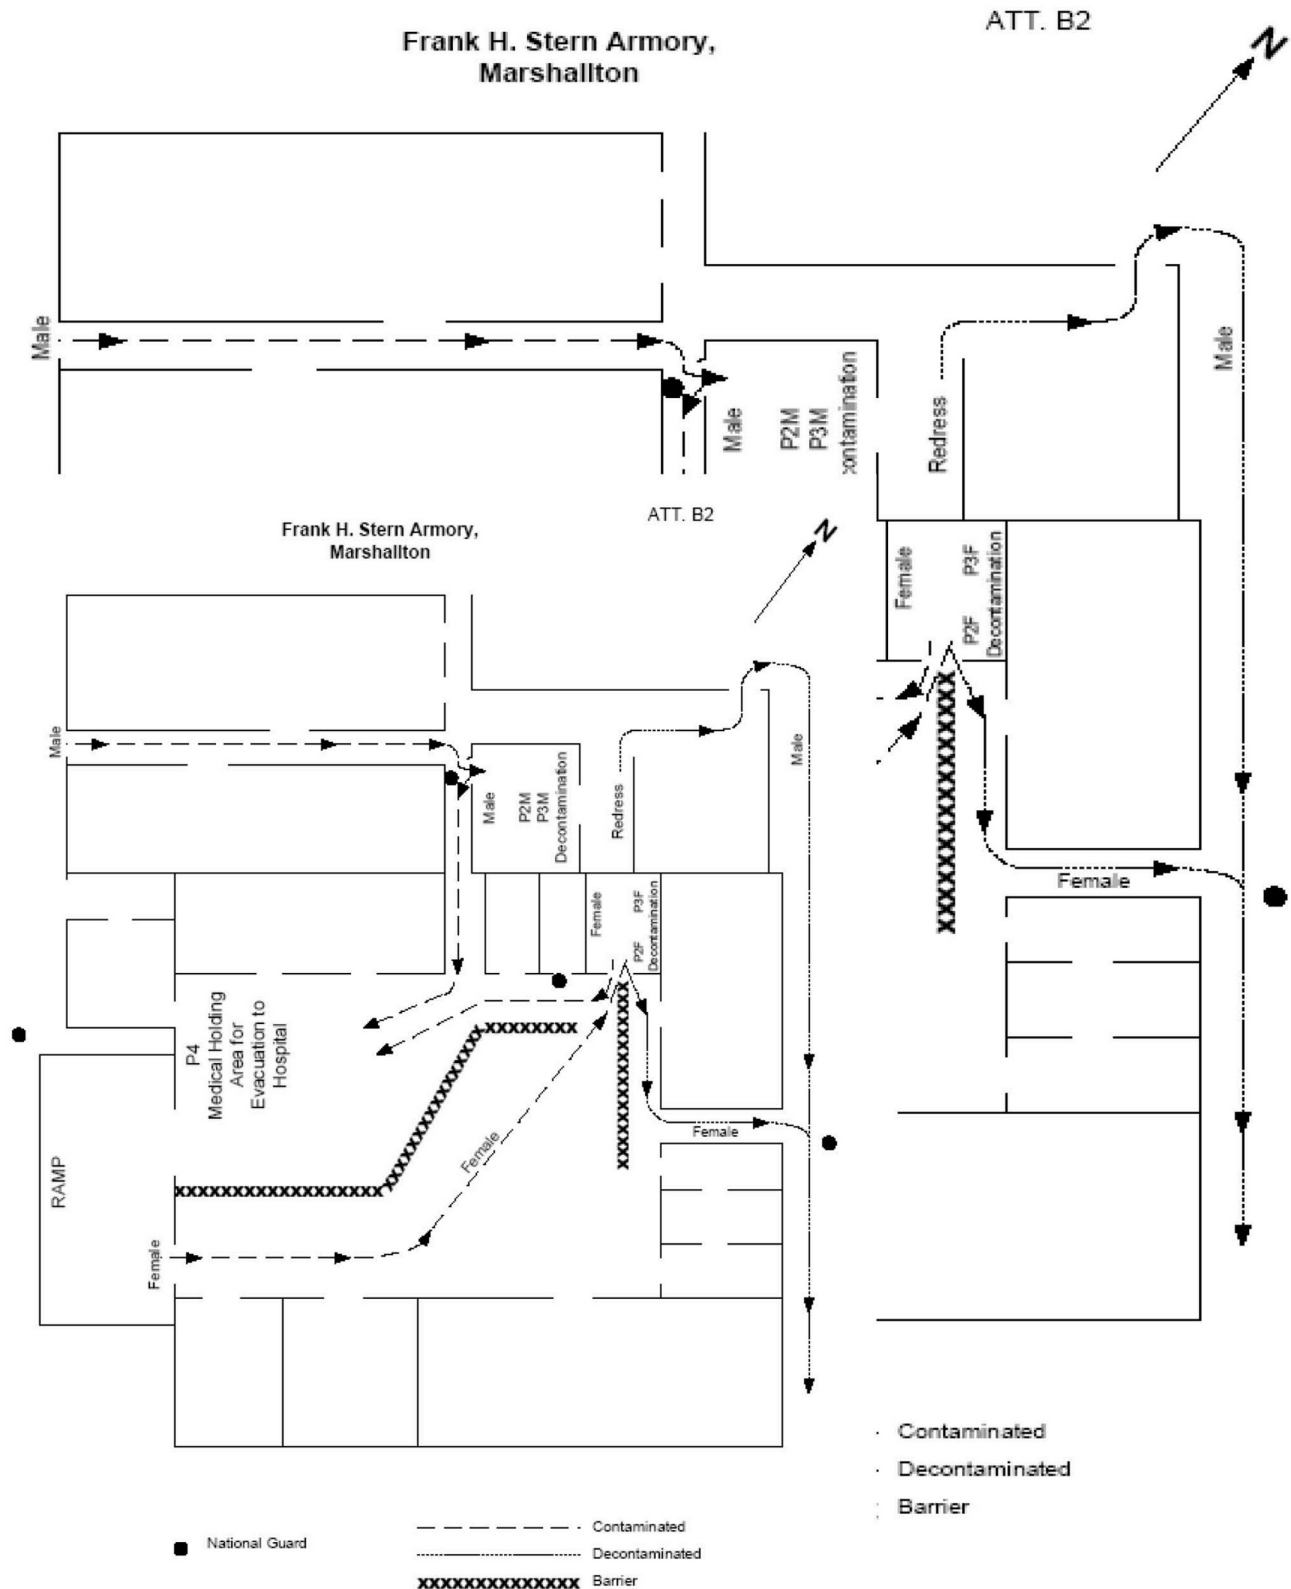 ATT. B2
Frank H. Stern Armory,
Marshallton
N
Male
Male
P2M
P3M
contamination
Redress
Male
ATT. B2
Frank H. Stern Armory,
Marshallton
N
Female
P3F
P2F
Decontamination
Male
Male
P2M
P3M
Decontamination
Redress
Male
Female
Female
P3F
P2F
Decontamination
xxxxxxxxxxxxxxxxxxx
P4
Medical Holding
Area for
Evacuation to
Hospital
RAMP
Female
Female
Female
Contaminated
Decontaminated
Barrier
National Guard
Contaminated
Decontaminated
Barrier